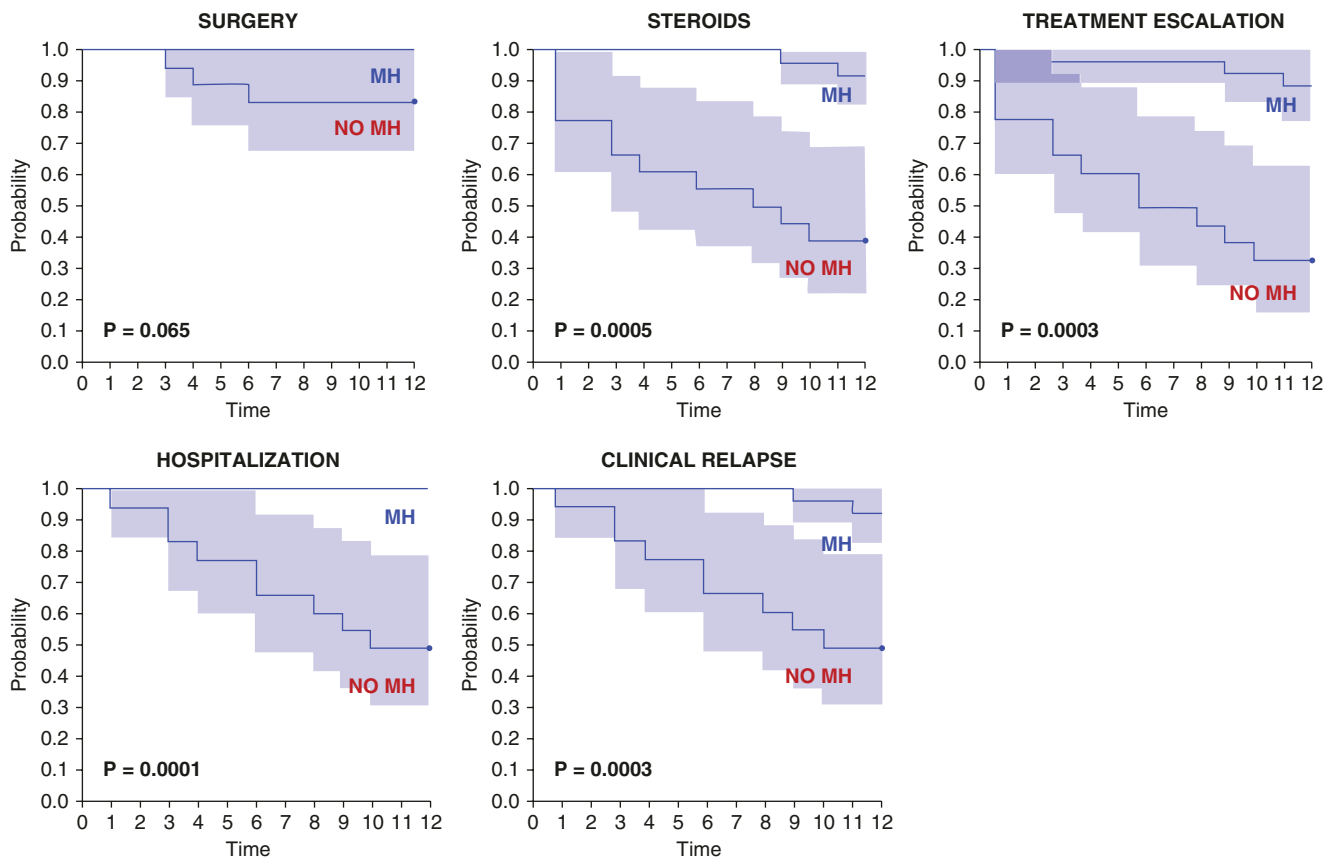 SURGERY
1.0
0.9
0.8
0.7
0.6
0.5
0.4
0.3
0.2
0.1
0.0
Probability
MH
NO MH
P = 0.065
0 1 2 3 4 5 6 7 8 9 10 11 12
Time
STEROIDS
1.0
0.9
0.8
0.7
0.6
0.5
0.4
0.3
0.2
0.1
0.0
Probability
MH
NO MH
P = 0.0005
0 1 2 3 4 5 6 7 8 9 10 11 12
Time
TREATMENT ESCALATION
1.0
0.9
0.8
0.7
0.6
0.5
0.4
0.3
0.2
0.1
0.0
Probability
MH
NO MH
P = 0.0003
0 1 2 3 4 5 6 7 8 9 10 11 12
Time
HOSPITALIZATION
1.0
0.9
0.8
0.7
0.6
0.5
0.4
0.3
0.2
0.1
0.0
Probability
MH
NO MH
P = 0.0001
0 1 2 3 4 5 6 7 8 9 10 11 12
Time
CLINICAL RELAPSE
1.0
0.9
0.8
0.7
0.6
0.5
0.4
0.3
0.2
0.1
0.0
Probability
MH
NO MH
P = 0.0003
0 1 2 3 4 5 6 7 8 9 10 11 12
Time